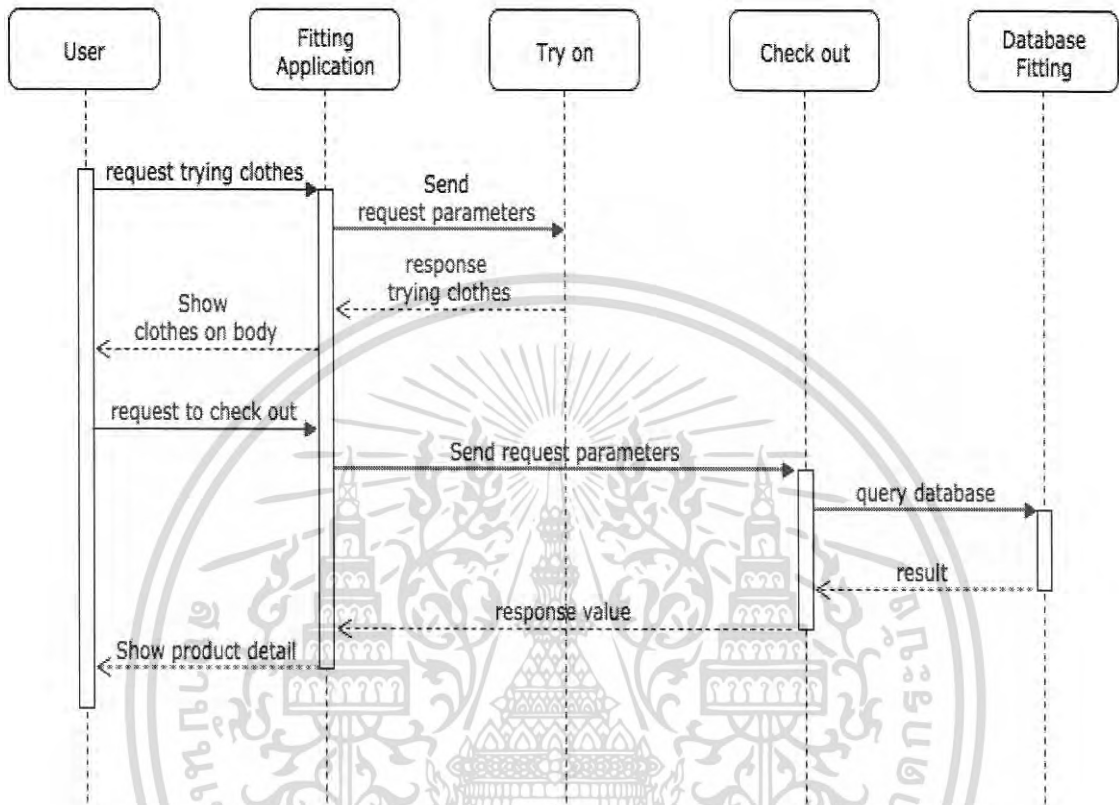 User
Fitting
Application
Try on
Check out
Database
Fitting
request trying clothes
Send
request parameters
response
trying clothes
Show
clothes on body
request to check out
Send request parameters
query database
result
response value
Show product detail